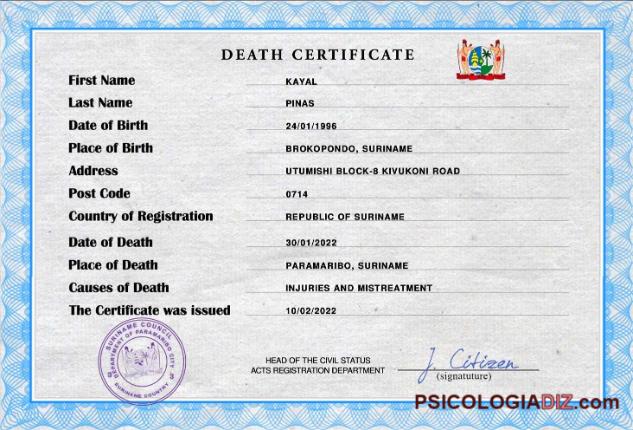 DEATH CERTIFICATE
First Name KAYAL
Last Name PINAS
Date of Birth 24/01/1996
Place of Birth BROKOPONDO, SURINAME
Address UTUMISHI BLOCK-8 KIVUKONI ROAD
Post Code 0714
Country of Registration REPUBLIC OF SURINAME
Date of Death 30/01/2022
Place of Death PARAMARIBO, SURINAME
Causes of Death INJURIES AND MISTREATMENT
The Certificate was issued 10/02/2022
SURINAME COUNCIL
DEPARTMENT OF PARAMARIBO CITY
SURINAME COUNTRY
HEAD OF THE CIVIL STATUS
ACTS REGISTRATION DEPARTMENT
J. Citizen
(signatuture)
PSICOLOGIADIZ.com